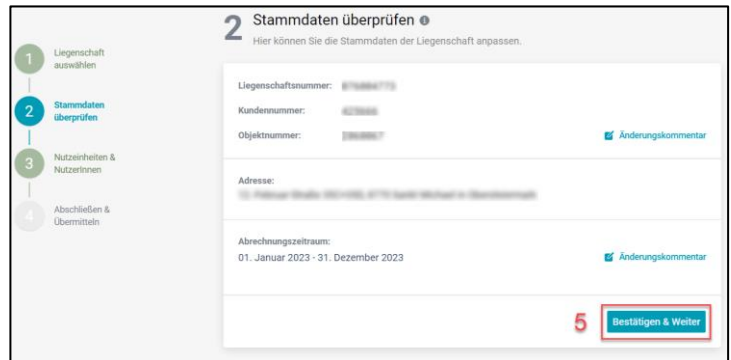 2 Stammdaten überprüfen
Hier können Sie die Stammdaten der Liegenschaft anpassen.
1 Liegenschaft
auswählen
2 Stammdaten
überprüfen
3 Nutzeinheiten &
NutzerInnen
4 Abschließen &
Übermitteln
Liegenschaftsnummer:
Kundennummer:
Objektnummer:
Änderungskommentar
Adresse:
Abrechnungszeitraum:
01. Januar 2023 - 31. Dezember 2023
Änderungskommentar
5 Bestätigen & Weiter